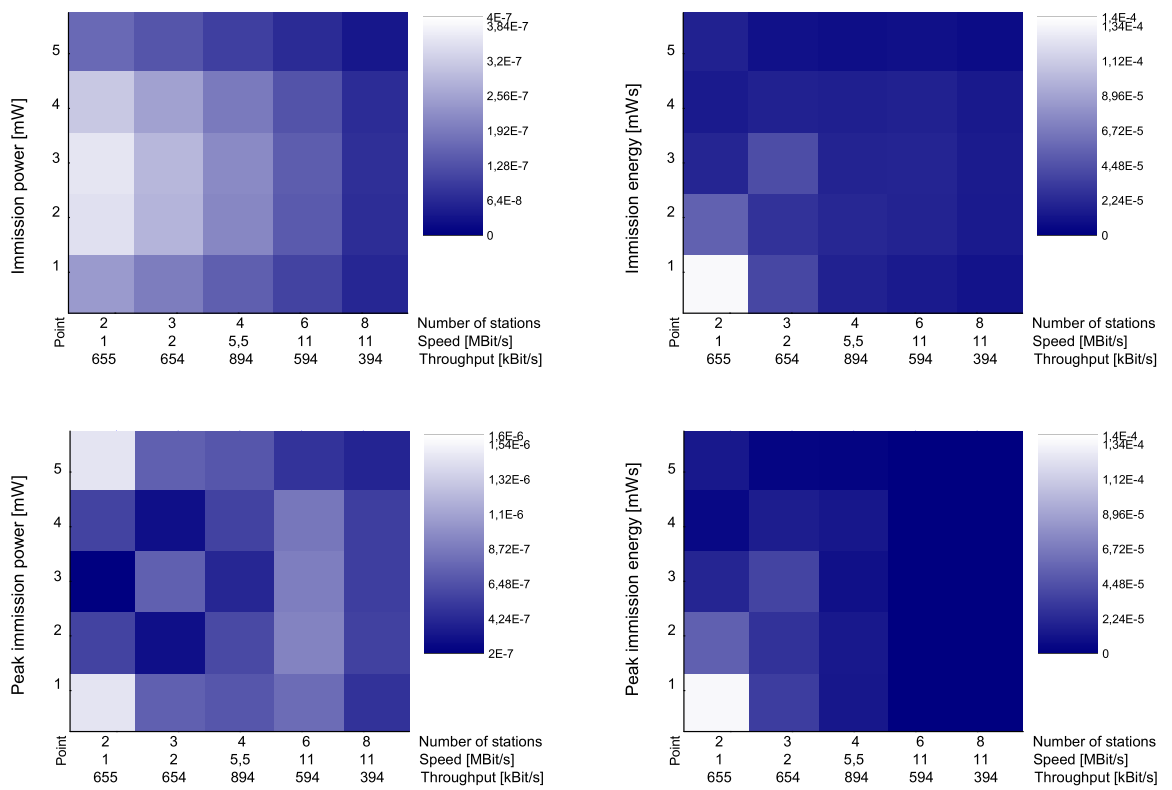 Immission power [mW]
5
4
3
2
1
4E-7
3,84E-7
3,2E-7
2,56E-7
1,92E-7
1,28E-7
6,4E-8
0
Point
2 3 4 6 8 Number of stations
1 2 5,5 11 11 Speed [MBit/s]
655 654 894 594 394 Throughput [kBit/s]
Immission energy [mWs]
5
4
3
2
1
1,4E-4
1,34E-4
1,12E-4
8,96E-5
6,72E-5
4,48E-5
2,24E-5
0
Point
2 3 4 6 8 Number of stations
1 2 5,5 11 11 Speed [MBit/s]
655 654 894 594 394 Throughput [kBit/s]
Peak immission power [mW]
5
4
3
2
1
1,6E-6
1,54E-6
1,32E-6
1,1E-6
8,72E-7
6,48E-7
4,24E-7
2E-7
Point
2 3 4 6 8 Number of stations
1 2 5,5 11 11 Speed [MBit/s]
655 654 894 594 394 Throughput [kBit/s]
Peak immission energy [mWs]
5
4
3
2
1
1,4E-4
1,34E-4
1,12E-4
8,96E-5
6,72E-5
4,48E-5
2,24E-5
0
Point
2 3 4 6 8 Number of stations
1 2 5,5 11 11 Speed [MBit/s]
655 654 894 594 394 Throughput [kBit/s]